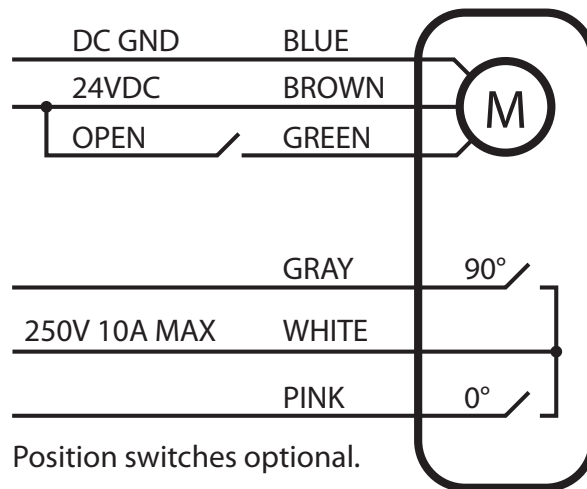 DC GND BLUE
24VDC BROWN
M
OPEN GREEN
GRAY 90°
250V 10A MAX WHITE
PINK 0°
Position switches optional.